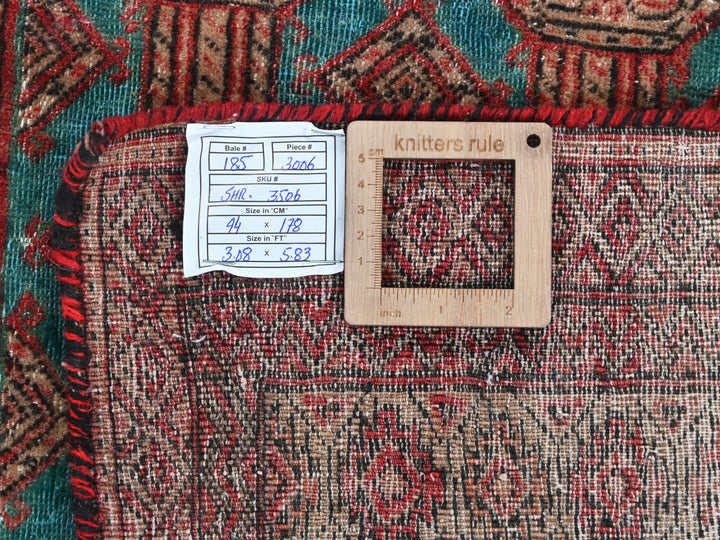 Bale # Piece #
185 3006
SKU #
SHR. 3506
Size in "CM"
94 x 178
Size in "FT"
3.08 x 5.83
knitters rule
5 cm
4
3
2
1
inch 1 2